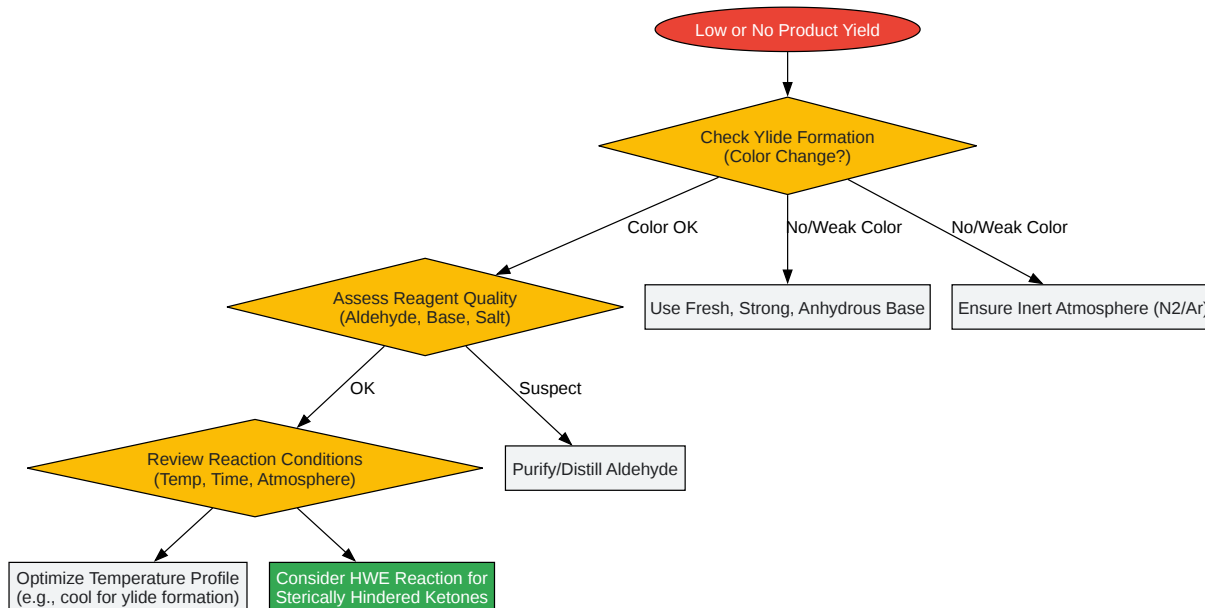 Low or No Product Yield
Check Ylide Formation
(Color Change?)
Color OK
No/Weak Color
No/Weak Color
Assess Reagent Quality
(Aldehyde, Base, Salt)
Use Fresh, Strong, Anhydrous Base
Ensure Inert Atmosphere (N2/Ar)
OK
Suspect
Review Reaction Conditions
(Temp, Time, Atmosphere)
Purify/Distill Aldehyde
Optimize Temperature Profile
(e.g., cool for ylide formation)
Consider HWE Reaction for
Sterically Hindered Ketones